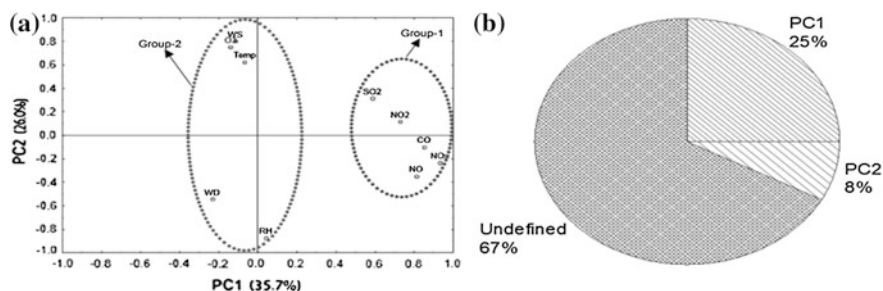 (a)
1.0
0.8
0.6
0.4
0.2
0.0
-0.2
-0.4
-0.6
-0.8
-1.0
PC2 (26.0%)
Group-2
WS
Temp
Group-1
SO2
NO2
CO
NO
WD
RH
-1.0 -0.8 -0.6 -0.4 -0.2 0.0 0.2 0.4 0.6 0.8 1.0
PC1 (35.7%)
(b)
PC1
25%
PC2
8%
Undefined
67%